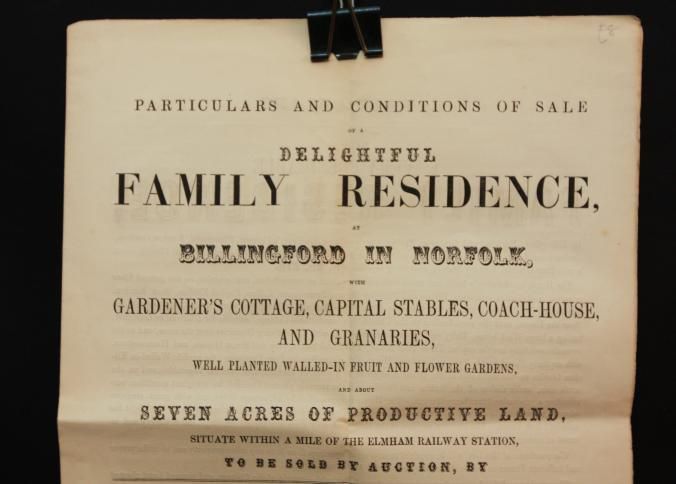 £8
PARTICULARS AND CONDITIONS OF SALE
OF A
DELIGHTFUL
FAMILY RESIDENCE,
AT
BILLINGFORD IN NORFOLK,
WITH
GARDENER'S COTTAGE, CAPITAL STABLES, COACH-HOUSE,
AND GRANARIES,
WELL PLANTED WALLED-IN FRUIT AND FLOWER GARDENS,
AND ABOUT
SEVEN ACRES OF PRODUCTIVE LAND,
SITUATE WITHIN A MILE OF THE ELMHAM RAILWAY STATION,
TO BE SOLD BY AUCTION, BY